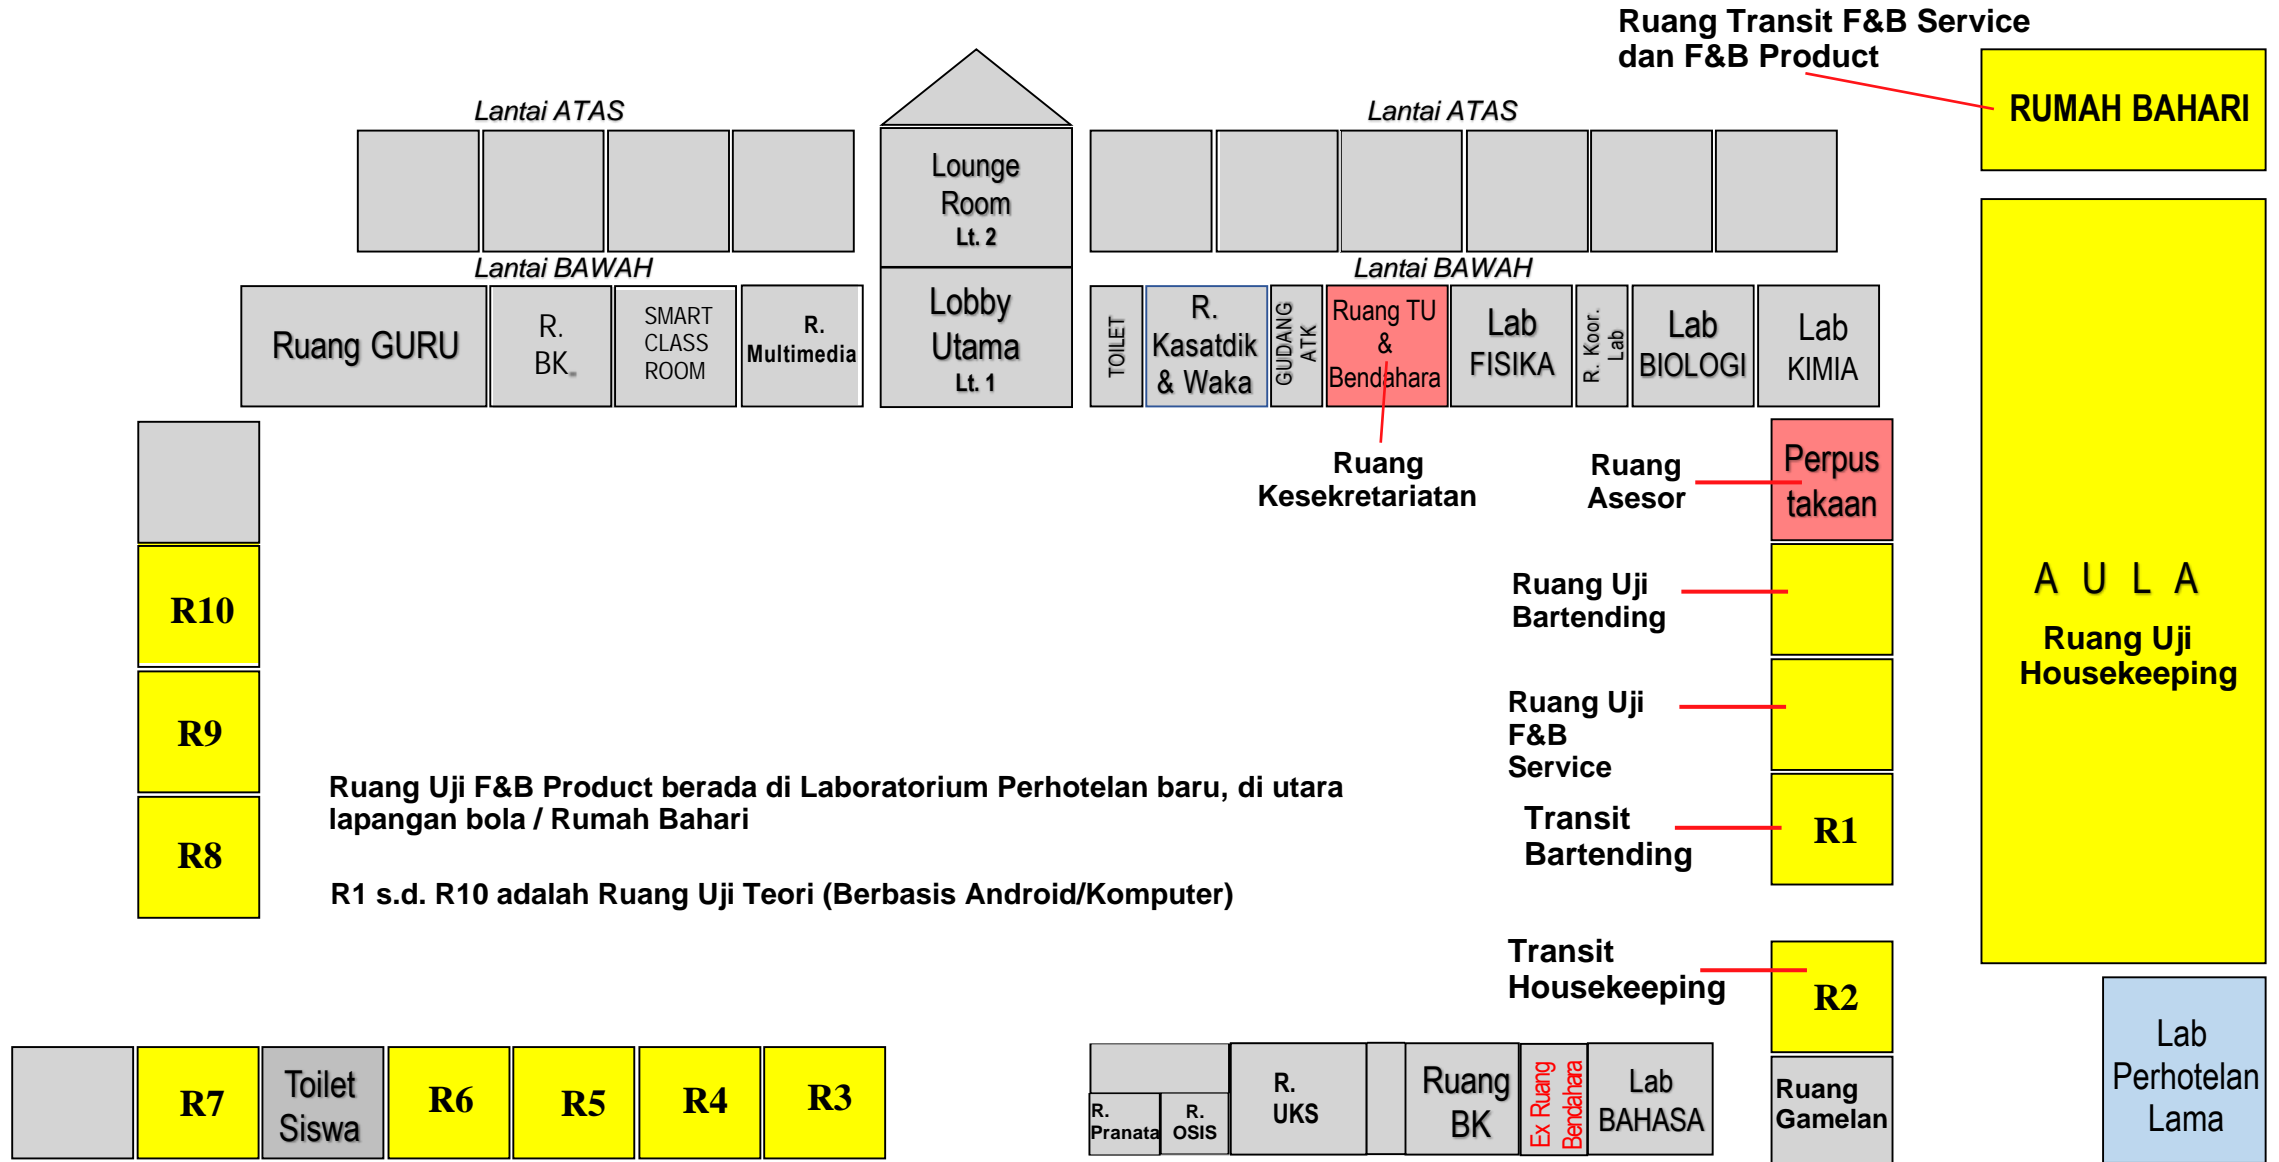 Ruang Transit F&B Service
dan F&B Product
RUMAH BAHARI
Lantai ATAS
Lantai ATAS
Lounge
Room
Lt. 2
Lantai BAWAH
Lantai BAWAH
Ruang GURU
R.
BK
SMART
CLASS
ROOM
R.
Multimedia
Lobby
Utama
Lt. 1
TOILET
R.
Kasatdik
& Waka
GUDANG
ATK
Ruang TU
&
Bendahara
Lab
FISIKA
R. Koor.
Lab
Lab
BIOLOGI
Lab
KIMIA
Ruang
Kesekretariatan
Ruang
Asesor
Perpus
takaan
Ruang Uji
Bartending
A U L A
Ruang Uji
Housekeeping
R10
R9
R8
Ruang Uji
F&B
Service
Ruang Uji F&B Product berada di Laboratorium Perhotelan baru, di utara
lapangan bola / Rumah Bahari
Transit
Bartending
R1
R1 s.d. R10 adalah Ruang Uji Teori (Berbasis Android/Komputer)
Transit
Housekeeping
R2
R7
Toilet
Siswa
R6
R5
R4
R3
R.
Pranata
R.
OSIS
R.
UKS
Ruang
BK
Ex Ruang
Bendahara
Lab
BAHASA
Ruang
Gamelan
Lab
Perhotelan
Lama